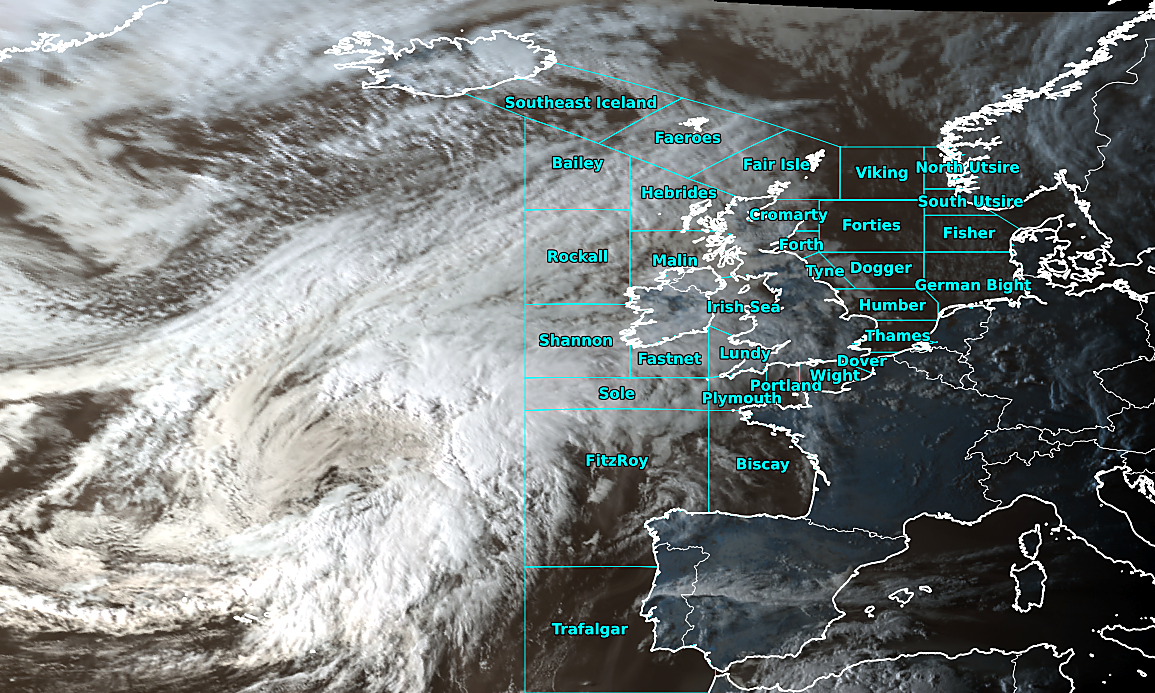 Southeast Iceland
Faeroes
Bailey
Fair Isle
Viking
North Utsire
Hebrides
South Utsire
Cromarty
Forties
Fisher
Forth
Rockall
Malin
Tyne
Dogger
German Bight
Irish Sea
Humber
Shannon
Thames
Fastnet
Lundy
Dover
Wight
Portland
Sole
Plymouth
FitzRoy
Biscay
Trafalgar